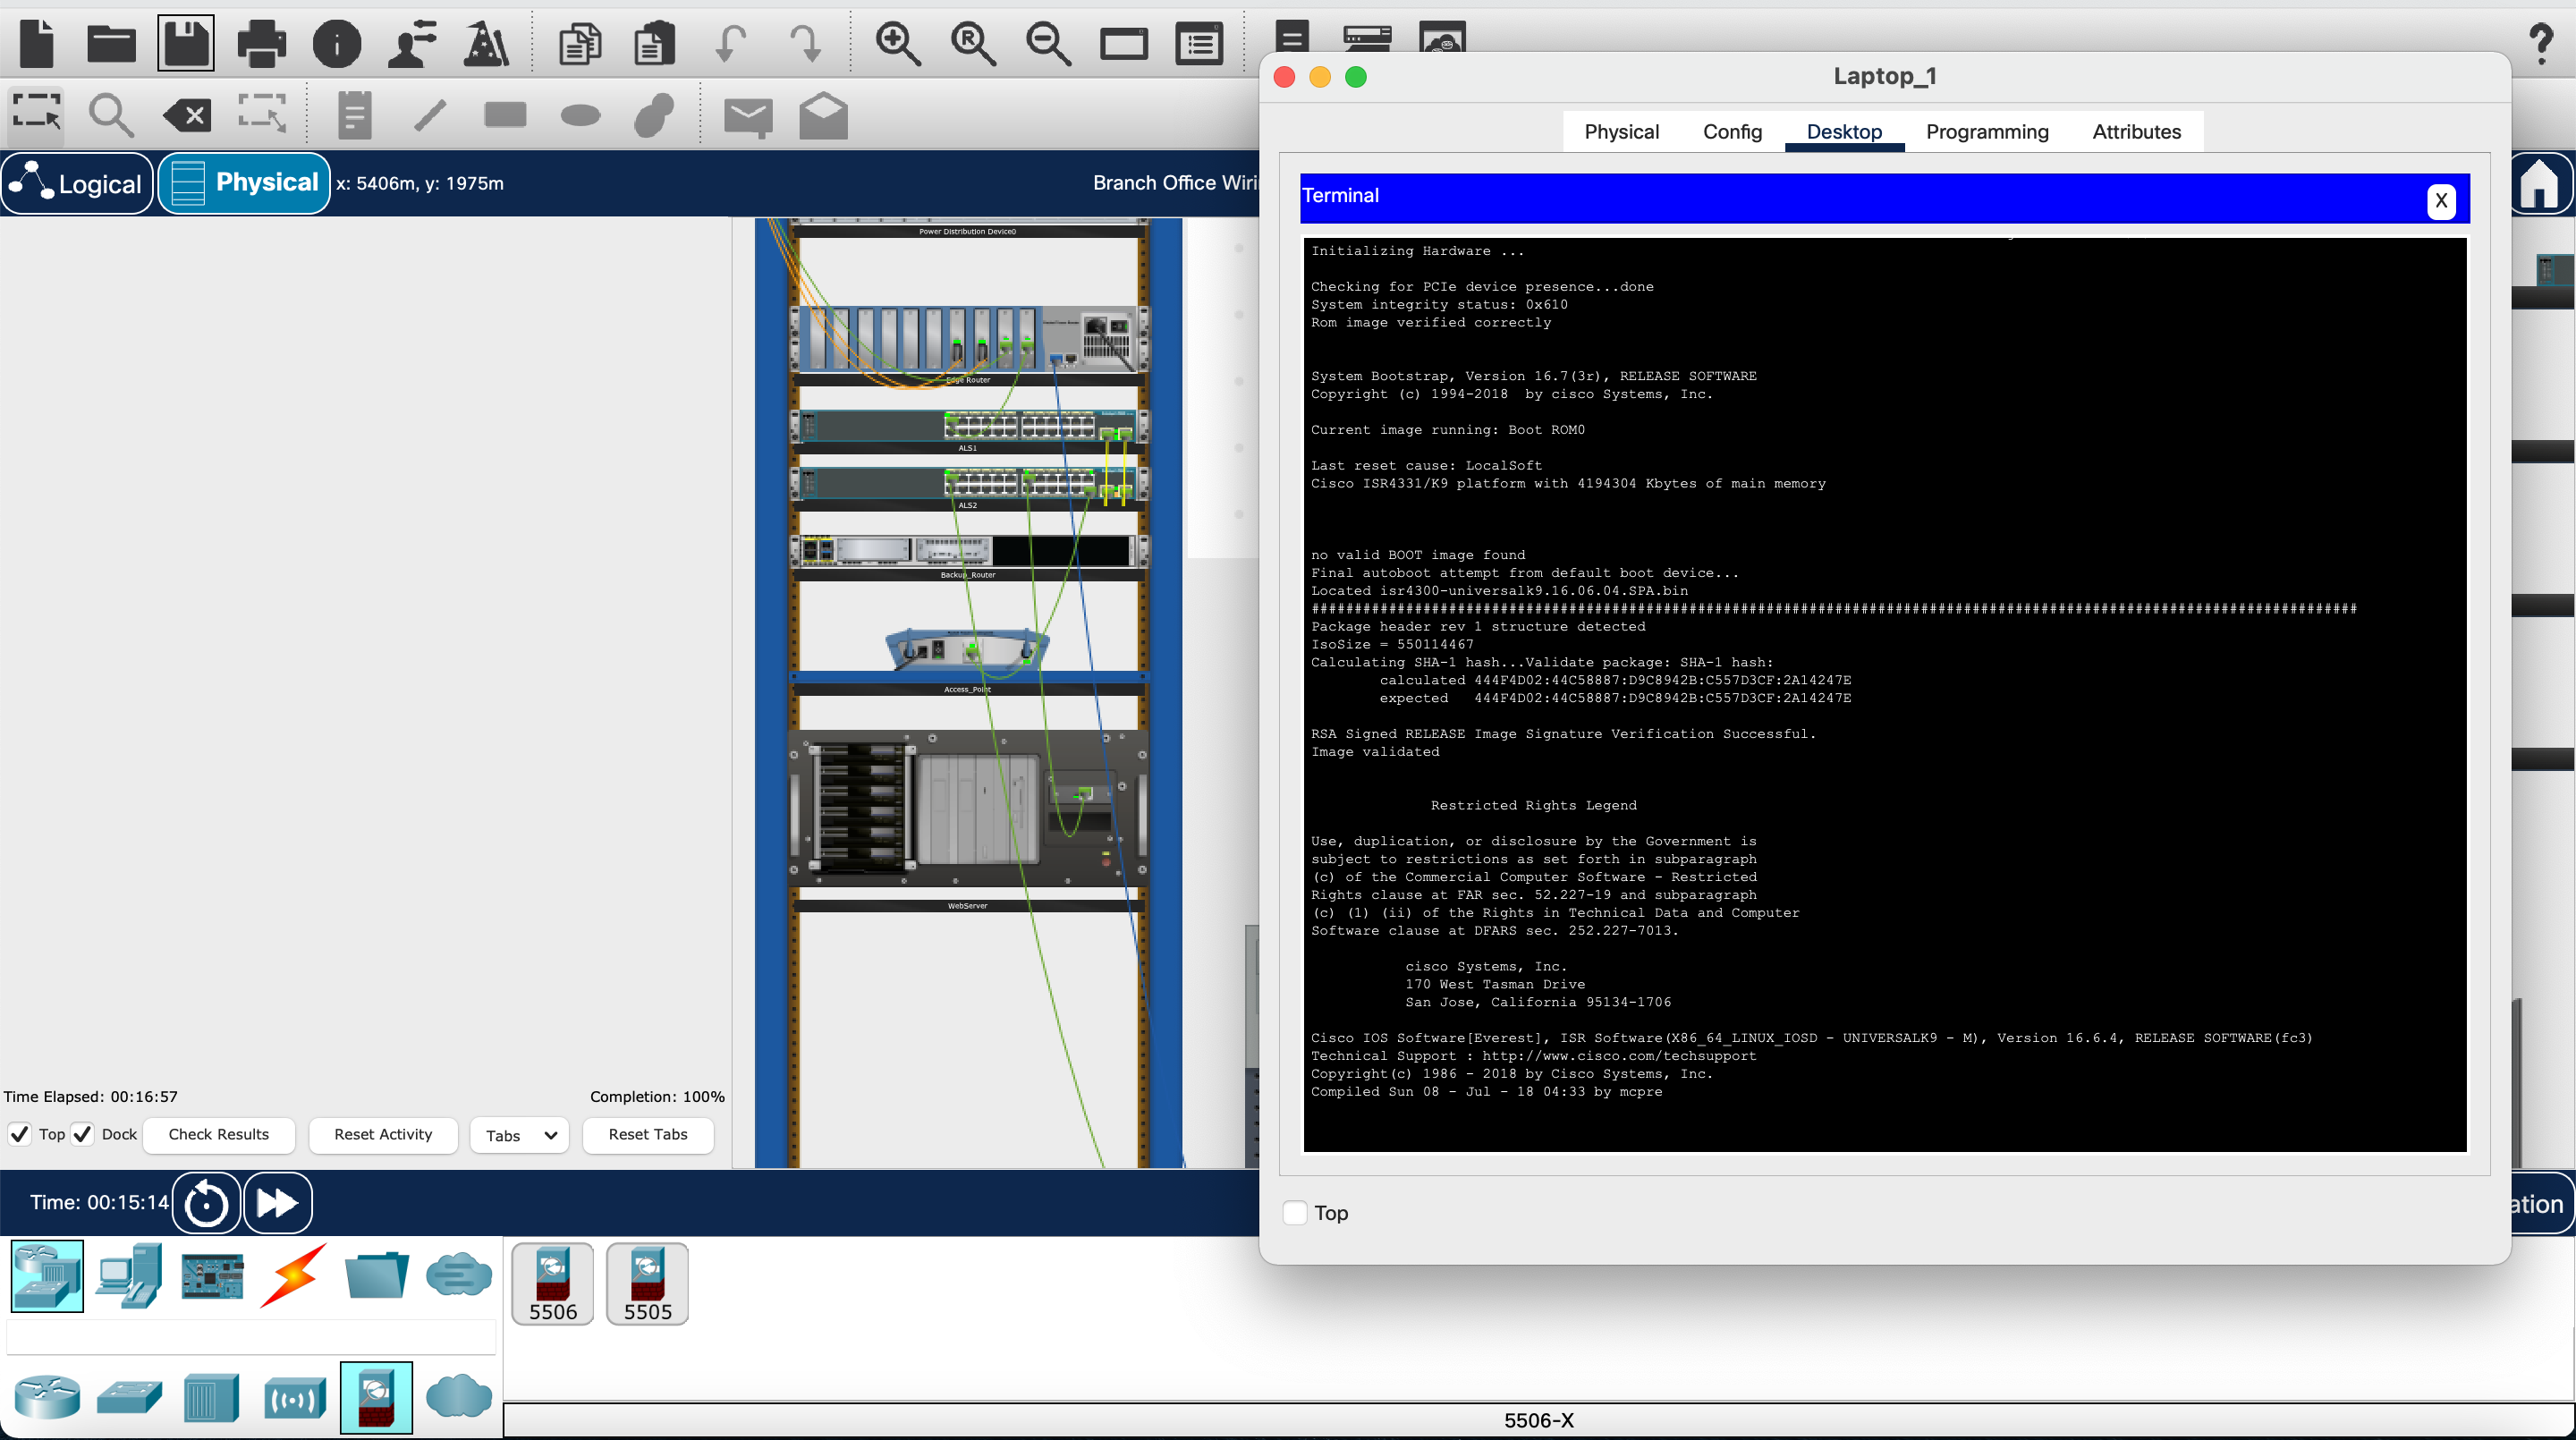 Laptop_1
Physical
Config
Desktop
Programming
Attributes
Logical
Physical
x: 5406m, y: 1975m
Branch Office Wiri
Terminal
X
Power Distribution Device0
Edge Router
ALS1
ALS2
Backup_Router
Access_Point
WebServer
Initializing Hardware ...
Checking for PCIe device presence...done
System integrity status: 0x610
Rom image verified correctly
System Bootstrap, Version 16.7(3r), RELEASE SOFTWARE
Copyright (c) 1994-2018  by cisco Systems, Inc.
Current image running: Boot ROM0
Last reset cause: LocalSoft
Cisco ISR4331/K9 platform with 4194304 Kbytes of main memory
no valid BOOT image found
Final autoboot attempt from default boot device...
Located isr4300-universalk9.16.06.04.SPA.bin
##########################################################################################################################
Package header rev 1 structure detected
IsoSize = 550114467
Calculating SHA-1 hash...Validate package: SHA-1 hash:
calculated 444F4D02:44C58887:D9C8942B:C557D3CF:2A14247E
expected   444F4D02:44C58887:D9C8942B:C557D3CF:2A14247E
RSA Signed RELEASE Image Signature Verification Successful.
Image validated
Restricted Rights Legend
Use, duplication, or disclosure by the Government is
subject to restrictions as set forth in subparagraph
(c) of the Commercial Computer Software - Restricted
Rights clause at FAR sec. 52.227-19 and subparagraph
(c) (1) (ii) of the Rights in Technical Data and Computer
Software clause at DFARS sec. 252.227-7013.
cisco Systems, Inc.
170 West Tasman Drive
San Jose, California 95134-1706
Cisco IOS Software[Everest], ISR Software(X86_64_LINUX_IOSD - UNIVERSALK9 - M), Version 16.6.4, RELEASE SOFTWARE(fc3)
Technical Support : http://www.cisco.com/techsupport
Copyright(c) 1986 - 2018 by Cisco Systems, Inc.
Compiled Sun 08 - Jul - 18 04:33 by mcpre
Time Elapsed: 00:16:57
Completion: 100%
Top
Dock
Check Results
Reset Activity
Tabs
Reset Tabs
Time: 00:15:14
Top
ation
5506
5505
5506-X